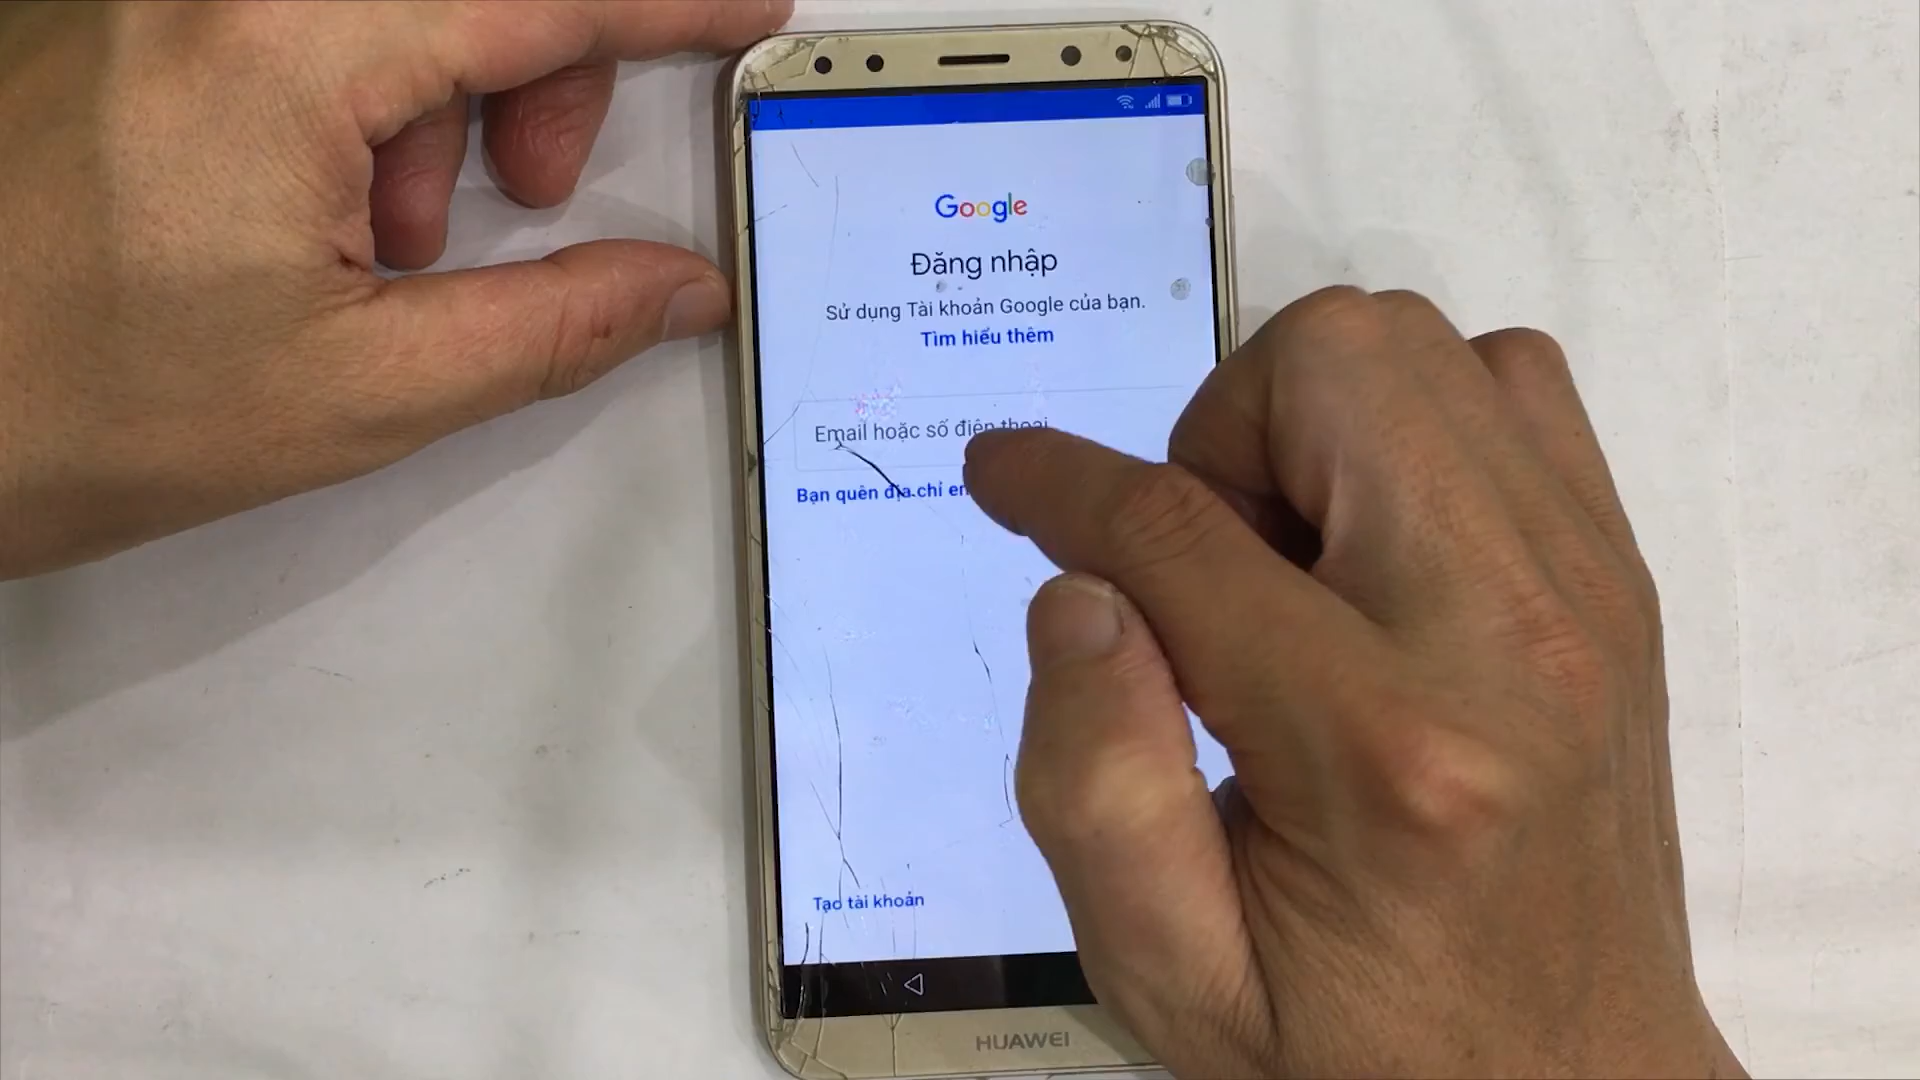 Google
Đăng nhập
Sử dụng Tài khoản Google của bạn.
Tìm hiểu thêm
Email hoặc số điện thoại
Bạn quên địa chỉ
Tạo tài khoản
HUAWEI